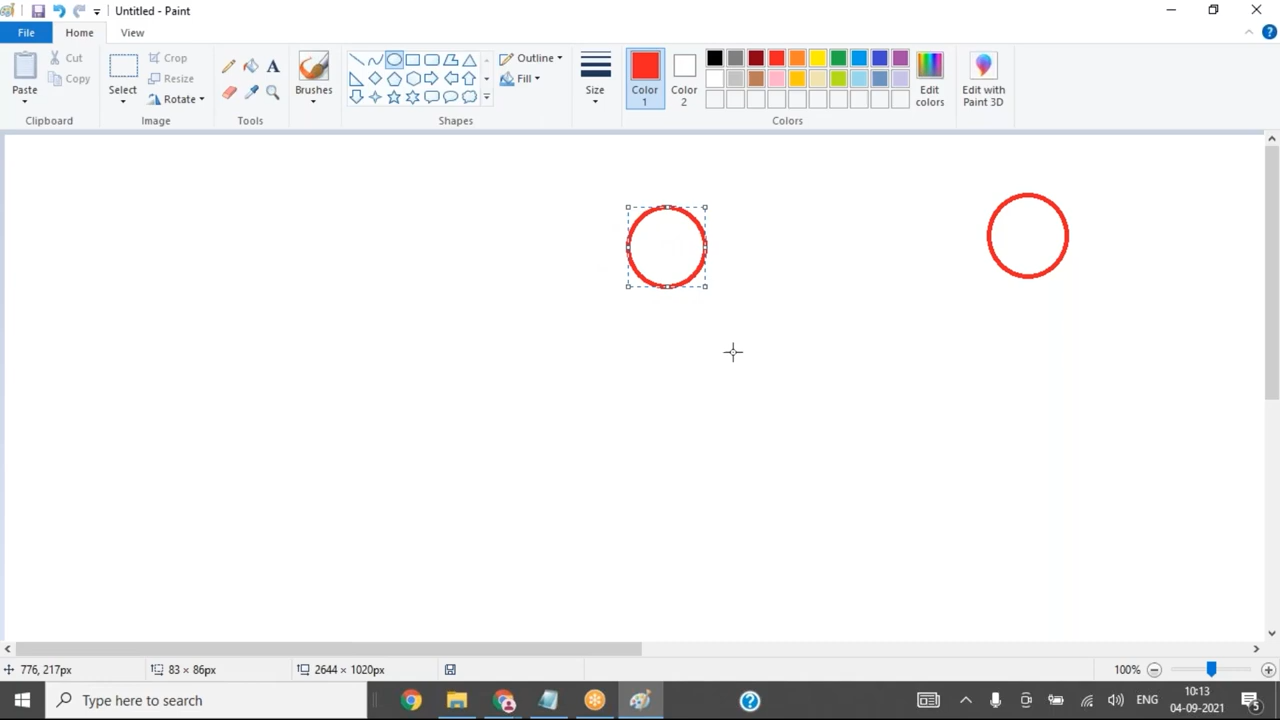 Untitled - Paint
File
Home
View
Paste
Cut
Copy
Clipboard
Select
Crop
Resize
Rotate
Image
A
Tools
Brushes
Outline
Fill
Shapes
Size
Color 1
Color 2
Edit colors
Edit with Paint 3D
Colors
776, 217px
83 × 86px
2644 × 1020px
100%
Type here to search
ENG
10:13
04-09-2021
5